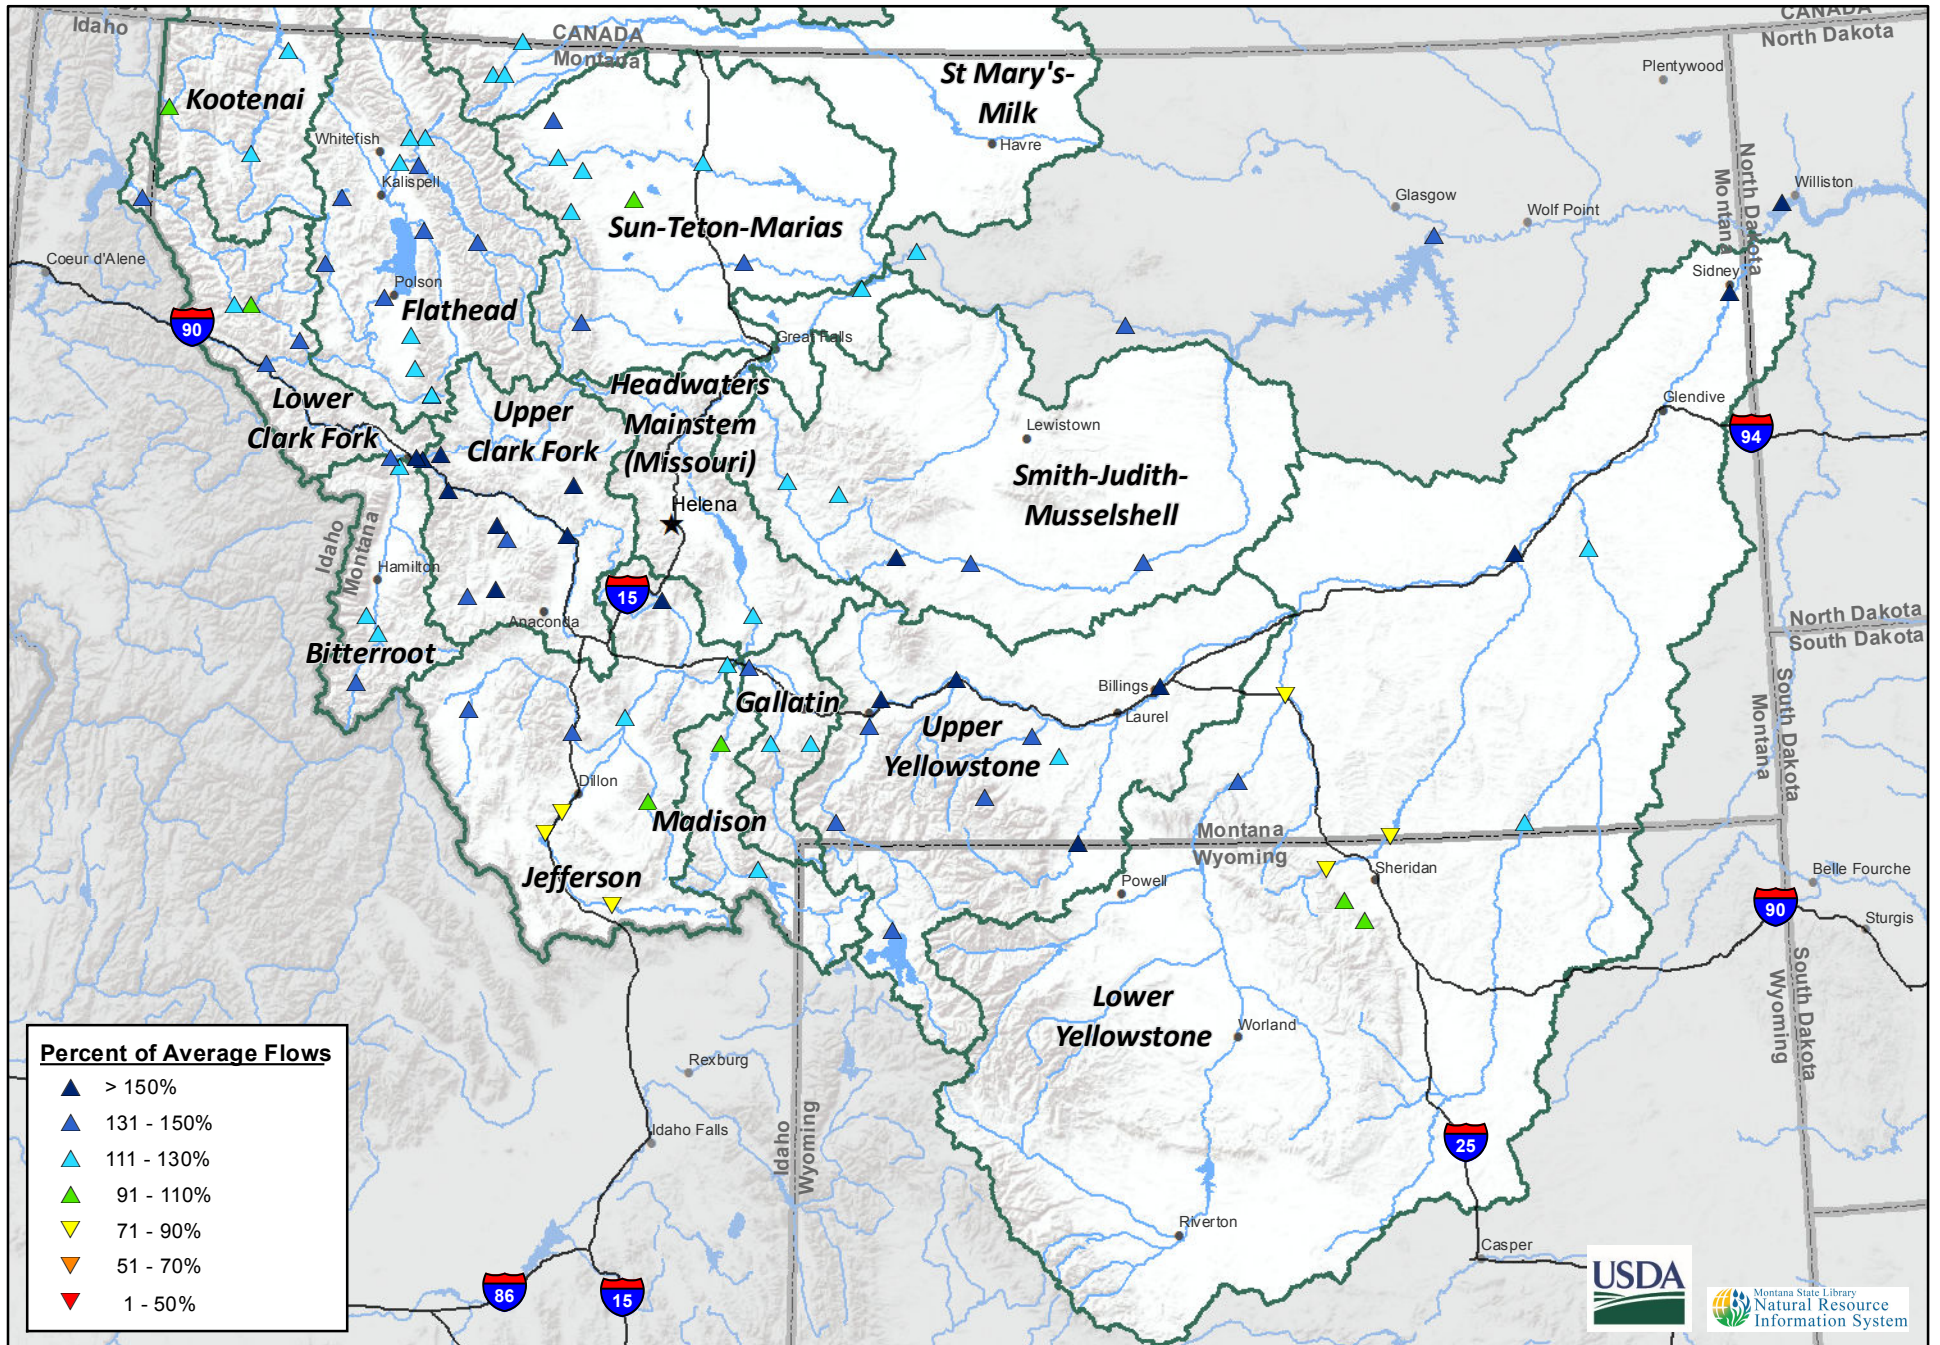 CANADA
Idaho
CANADA
Montana
CANADA
North Dakota
St Mary's-
Milk
Plentywood
Kootenai
Whitefish
Havre
Kalispell
North Dakota
Montana
Williston
Glasgow
Wolf Point
Sun-Teton-Marias
Coeur d'Alene
Sidney
Polson
Flathead
90
Great Falls
Headwaters
Mainstem
(Missouri)
Lower
Clark Fork
Upper
Clark Fork
Glendive
94
Lewistown
Smith-Judith-
Musselshell
Helena
Idaho
Montana
Hamilton
15
Anaconda
North Dakota
South Dakota
Bitterroot
Gallatin
Billings
Laurel
Upper
Yellowstone
South Dakota
Montana
Dillon
Madison
Montana
Wyoming
Jefferson
Powell
Sheridan
Belle Fourche
90
Sturgis
Lower
Yellowstone
Worland
South Dakota
Wyoming
Percent of Average Flows
> 150%
131 - 150%
111 - 130%
91 - 110%
71 - 90%
51 - 70%
1 - 50%
Rexburg
Idaho Falls
Idaho
Wyoming
25
Riverton
Casper
86
15
USDA
Montana State Library
Natural Resource
Information System